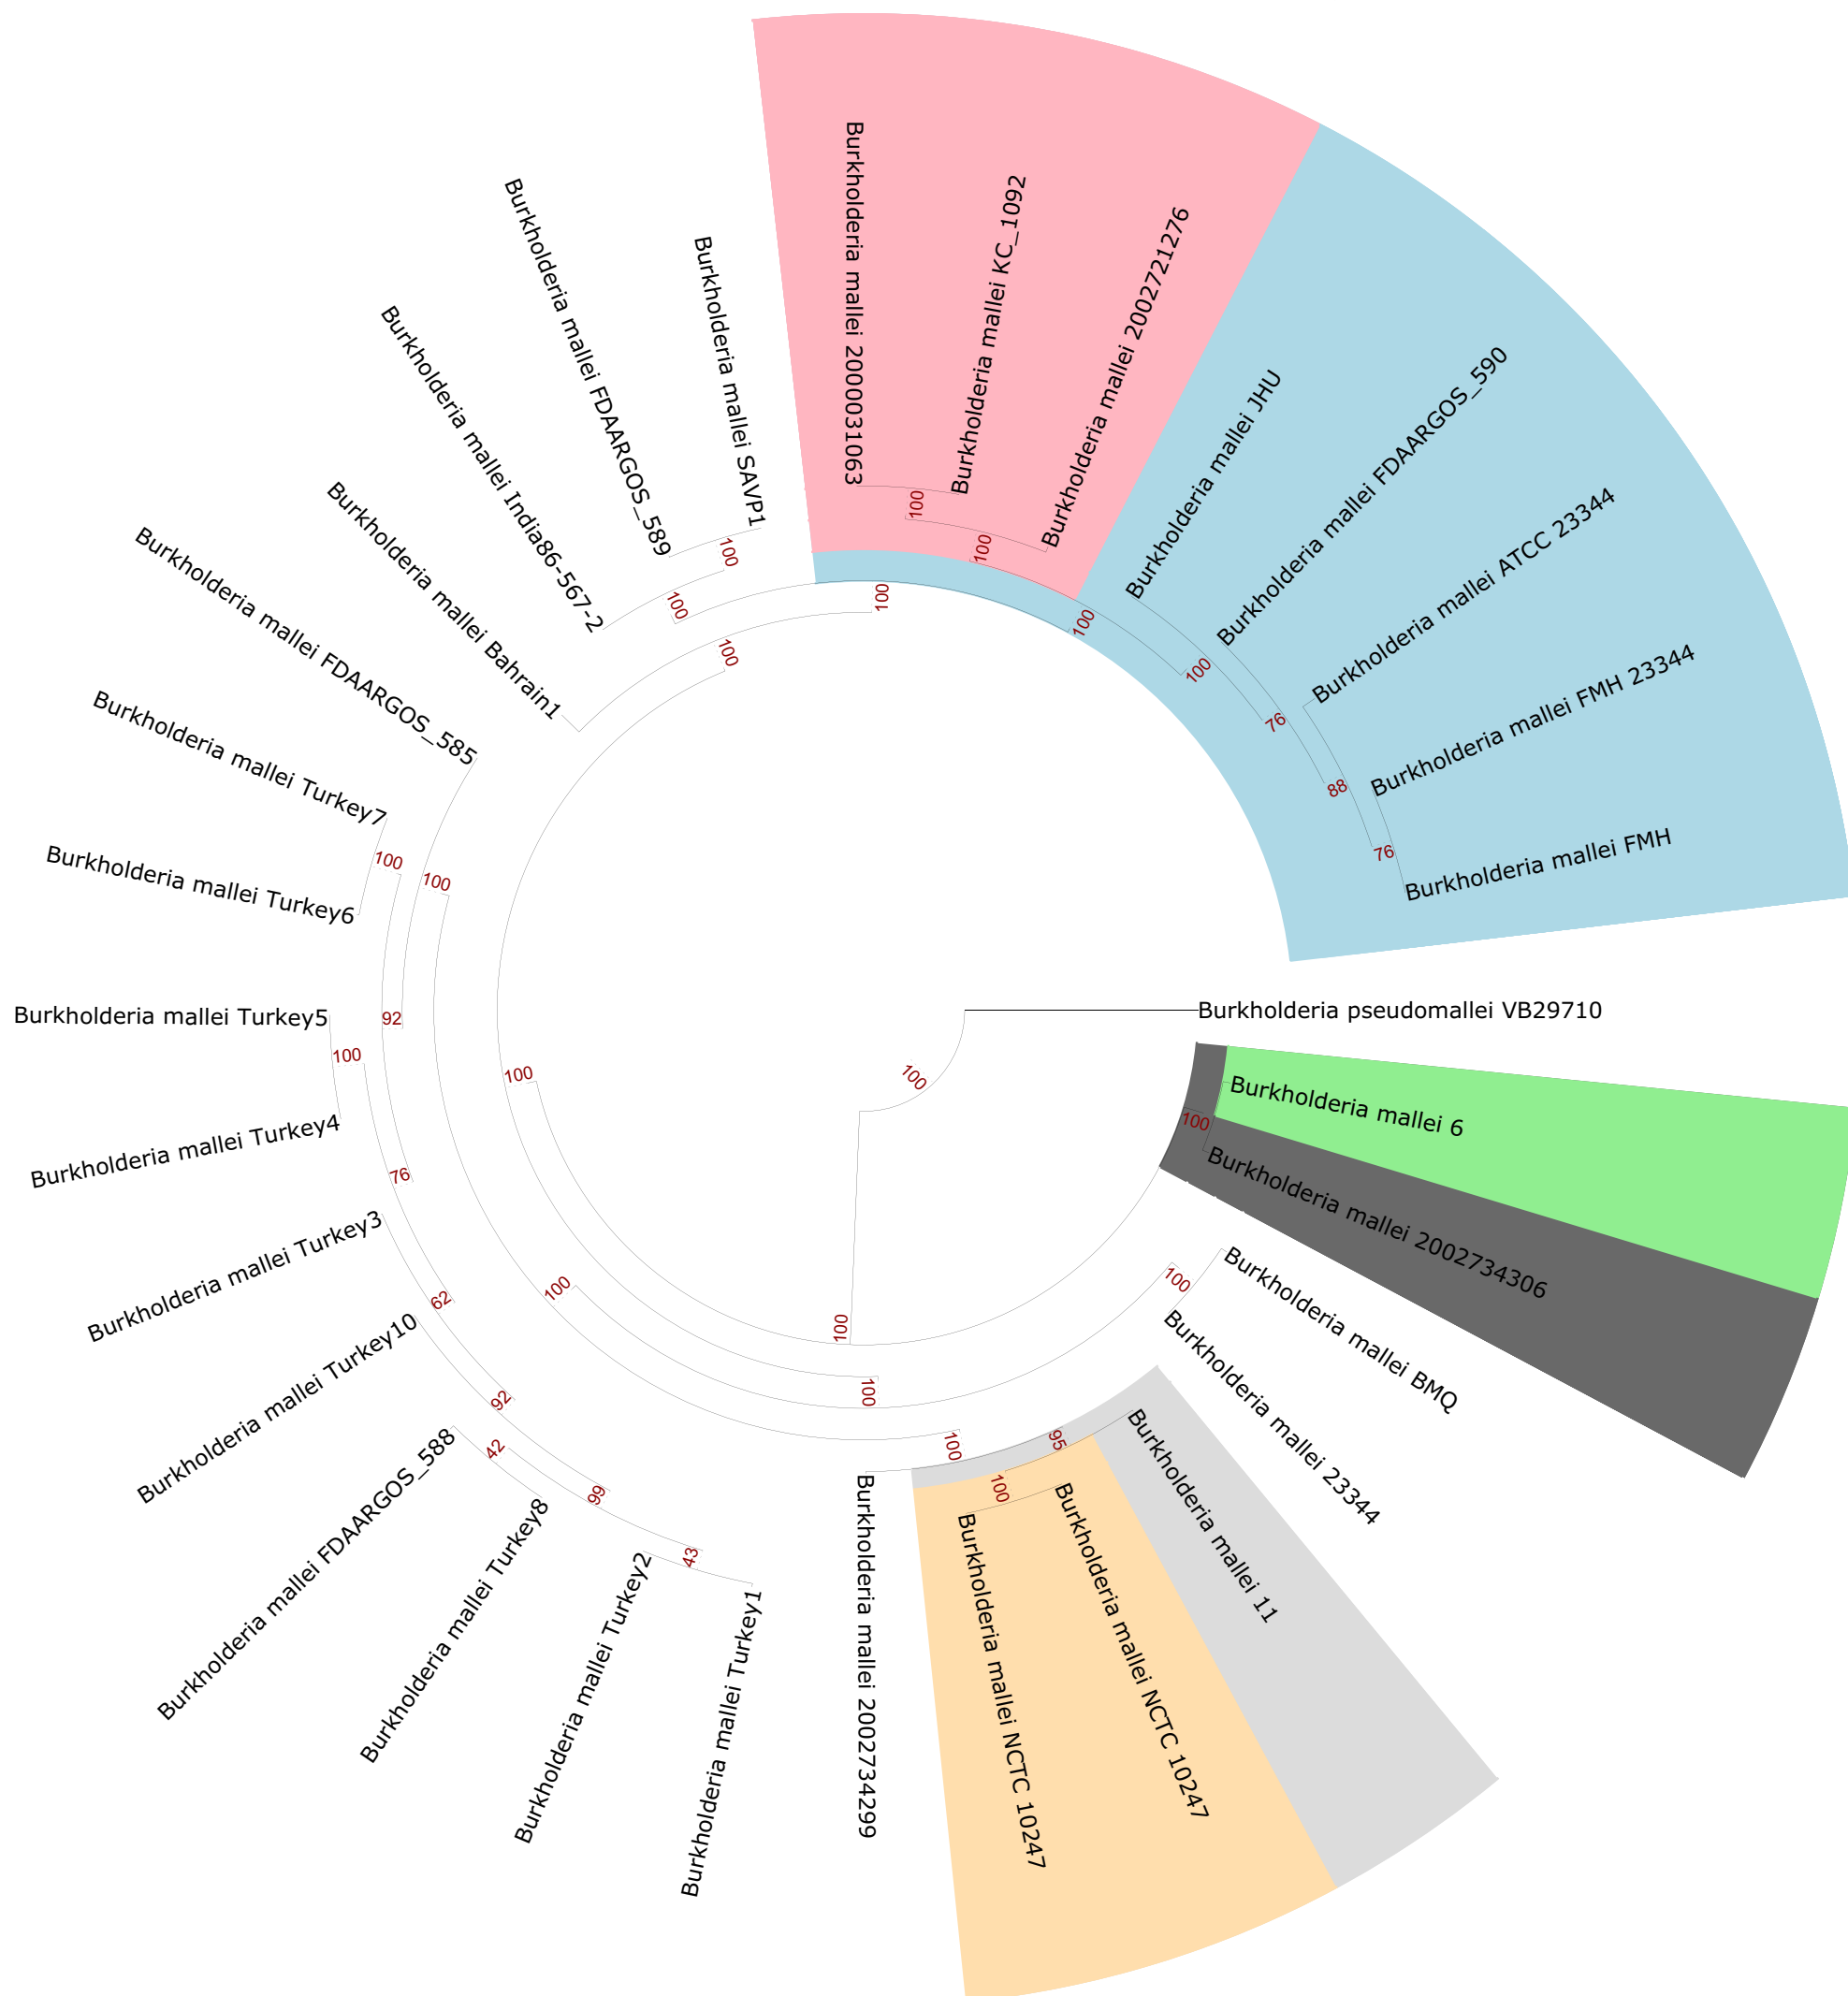 Burkholderia mallei 2000031063
Burkholderia mallei KC_1092
Burkholderia mallei 2002721276
Burkholderia mallei JHU
Burkholderia mallei FDAARGOS_590
Burkholderia mallei ATCC 23344
Burkholderia mallei FMH 23344
Burkholderia mallei FMH
Burkholderia pseudomallei VB29710
Burkholderia mallei 6
Burkholderia mallei 2002734306
Burkholderia mallei BMQ
Burkholderia mallei 23344
Burkholderia mallei 11
Burkholderia mallei NCTC 10247
Burkholderia mallei NCTC 10247
Burkholderia mallei 2002734299
Burkholderia mallei Turkey1
Burkholderia mallei Turkey2
Burkholderia mallei Turkey8
Burkholderia mallei FDAARGOS_588
Burkholderia mallei Turkey10
Burkholderia mallei Turkey3
Burkholderia mallei Turkey4
Burkholderia mallei Turkey5
Burkholderia mallei Turkey6
Burkholderia mallei Turkey7
Burkholderia mallei FDAARGOS_585
Burkholderia mallei Bahrain1
Burkholderia mallei India86-567-2
Burkholderia mallei FDAARGOS_589
Burkholderia mallei SAVP1
100
100
100
100
76
88
76
100
100
100
100
100
100
92
100
76
62
92
42
99
43
100
100
100
95
100
100
100
100
100
100